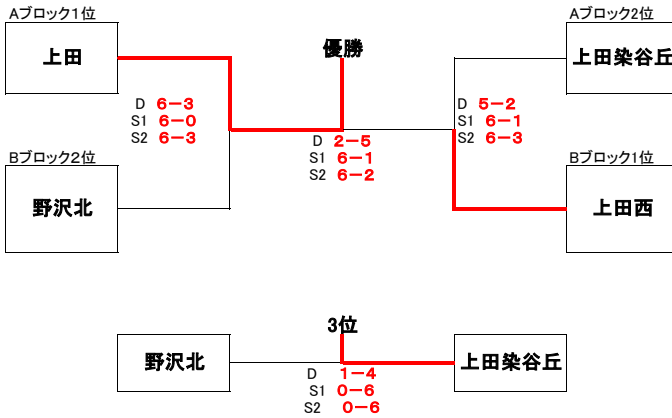 Aブロック1位
上田
優勝
Aブロック2位
上田染谷丘
D 6-3
S1 6-0
S2 6-3
D 5-2
S1 6-1
S2 6-3
D 2-5
S1 6-1
S2 6-2
Bブロック2位
野沢北
Bブロック1位
上田西
3位
野沢北
上田染谷丘
D 1-4
S1 0-6
S2 0-6